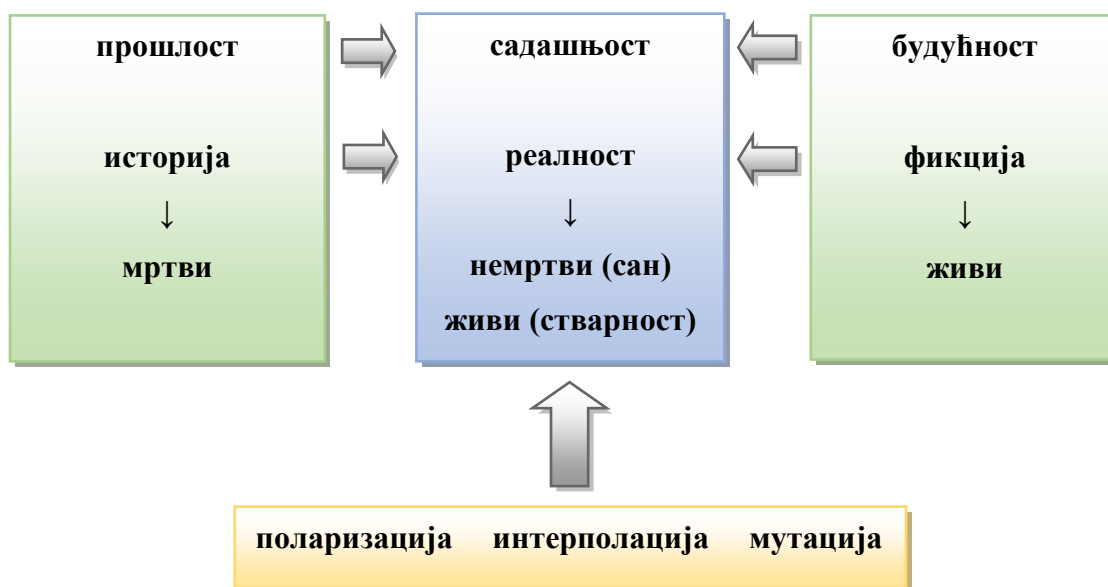 прошлост
историја
↓
мртви
садашњост
реалност
↓
немртви (сан)
живи (стварност)
будућност
фикција
↓
живи
поларизација интерполација мутација